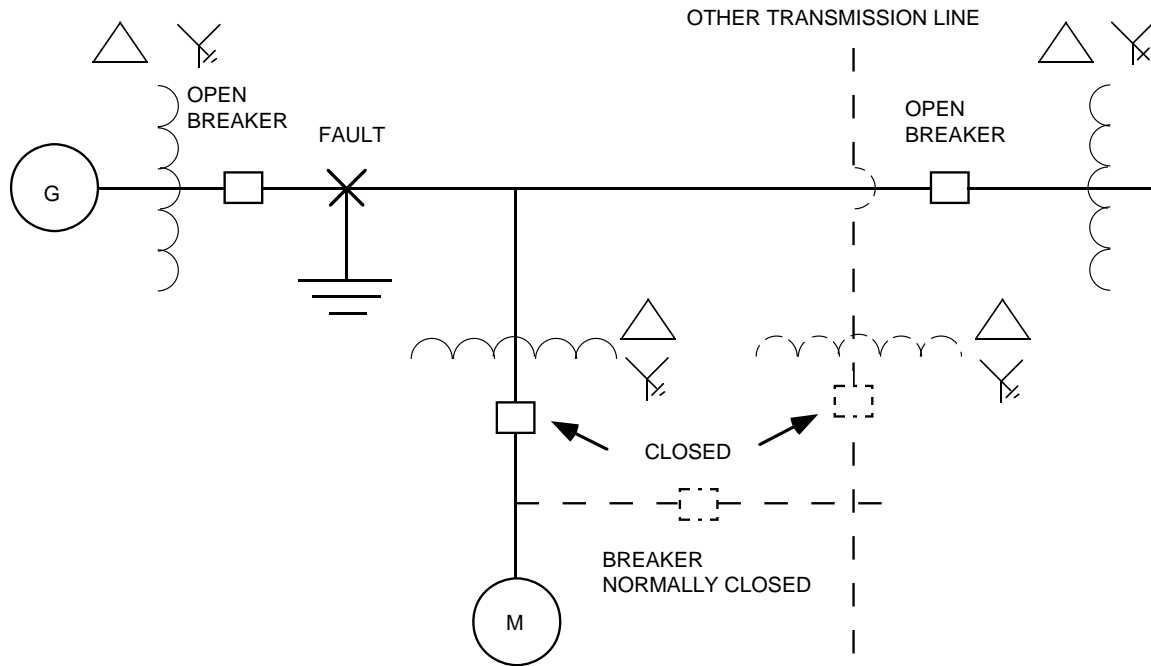 OTHER TRANSMISSION LINE
OPEN
BREAKER
FAULT
OPEN
BREAKER
G
CLOSED
BREAKER
NORMALLY CLOSED
M